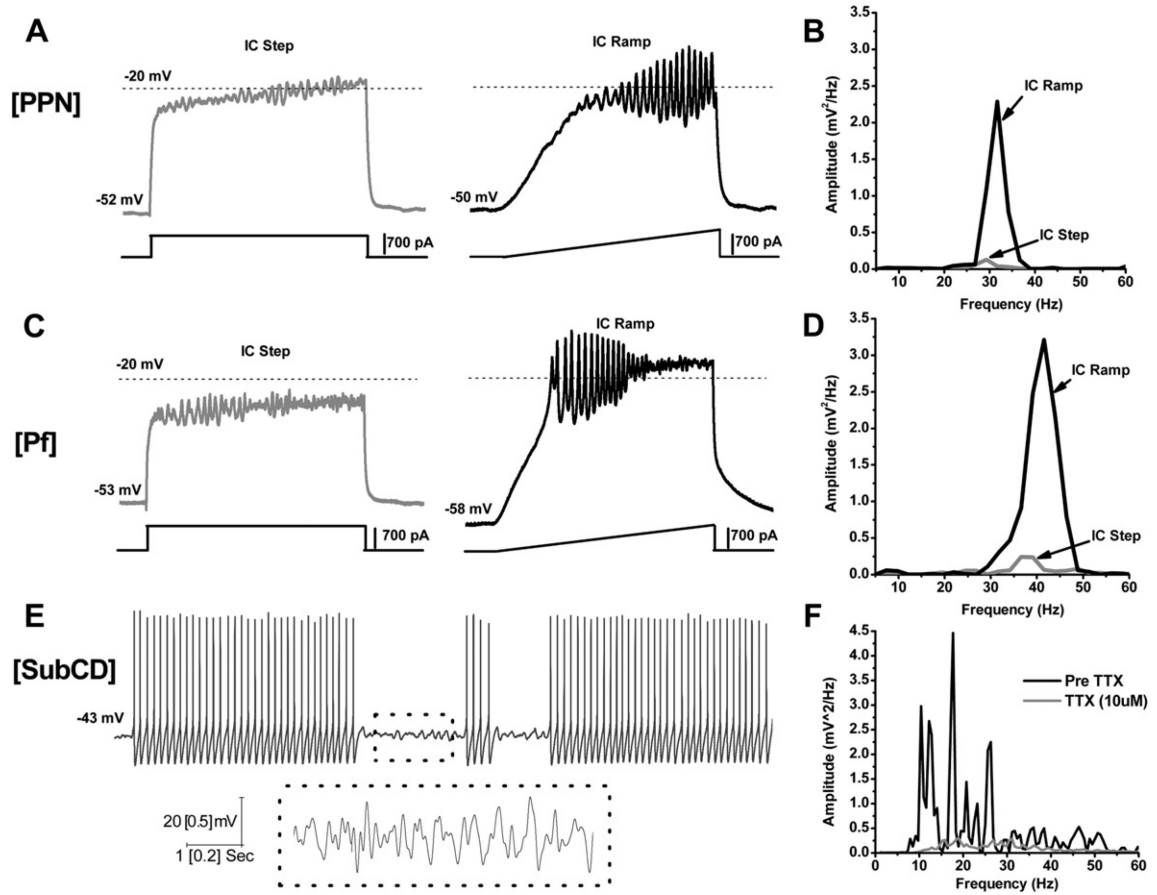 A
IC Step
IC Ramp
-20 mV
[PPN]
-52 mV
-50 mV
700 pA
700 pA
B
3.5
3.0
2.5
2.0
1.5
1.0
0.5
0.0
Amplitude (mV²/Hz)
IC Ramp
IC Step
10 20 30 40 50 60
Frequency (Hz)
C
IC Step
IC Ramp
-20 mV
[Pf]
-53 mV
-58 mV
700 pA
700 pA
D
3.5
3.0
2.5
2.0
1.5
1.0
0.5
0.0
Amplitude (mV²/Hz)
IC Ramp
IC Step
10 20 30 40 50 60
Frequency (Hz)
E
[SubCD]
-43 mV
20 [0.5] mV
1 [0.2] Sec
F
4.5
4.0
3.5
3.0
2.5
2.0
1.5
1.0
0.5
0.0
Amplitude (mV^2/Hz)
Pre TTX
TTX (10uM)
0 10 20 30 40 50 60
Frequency (Hz)